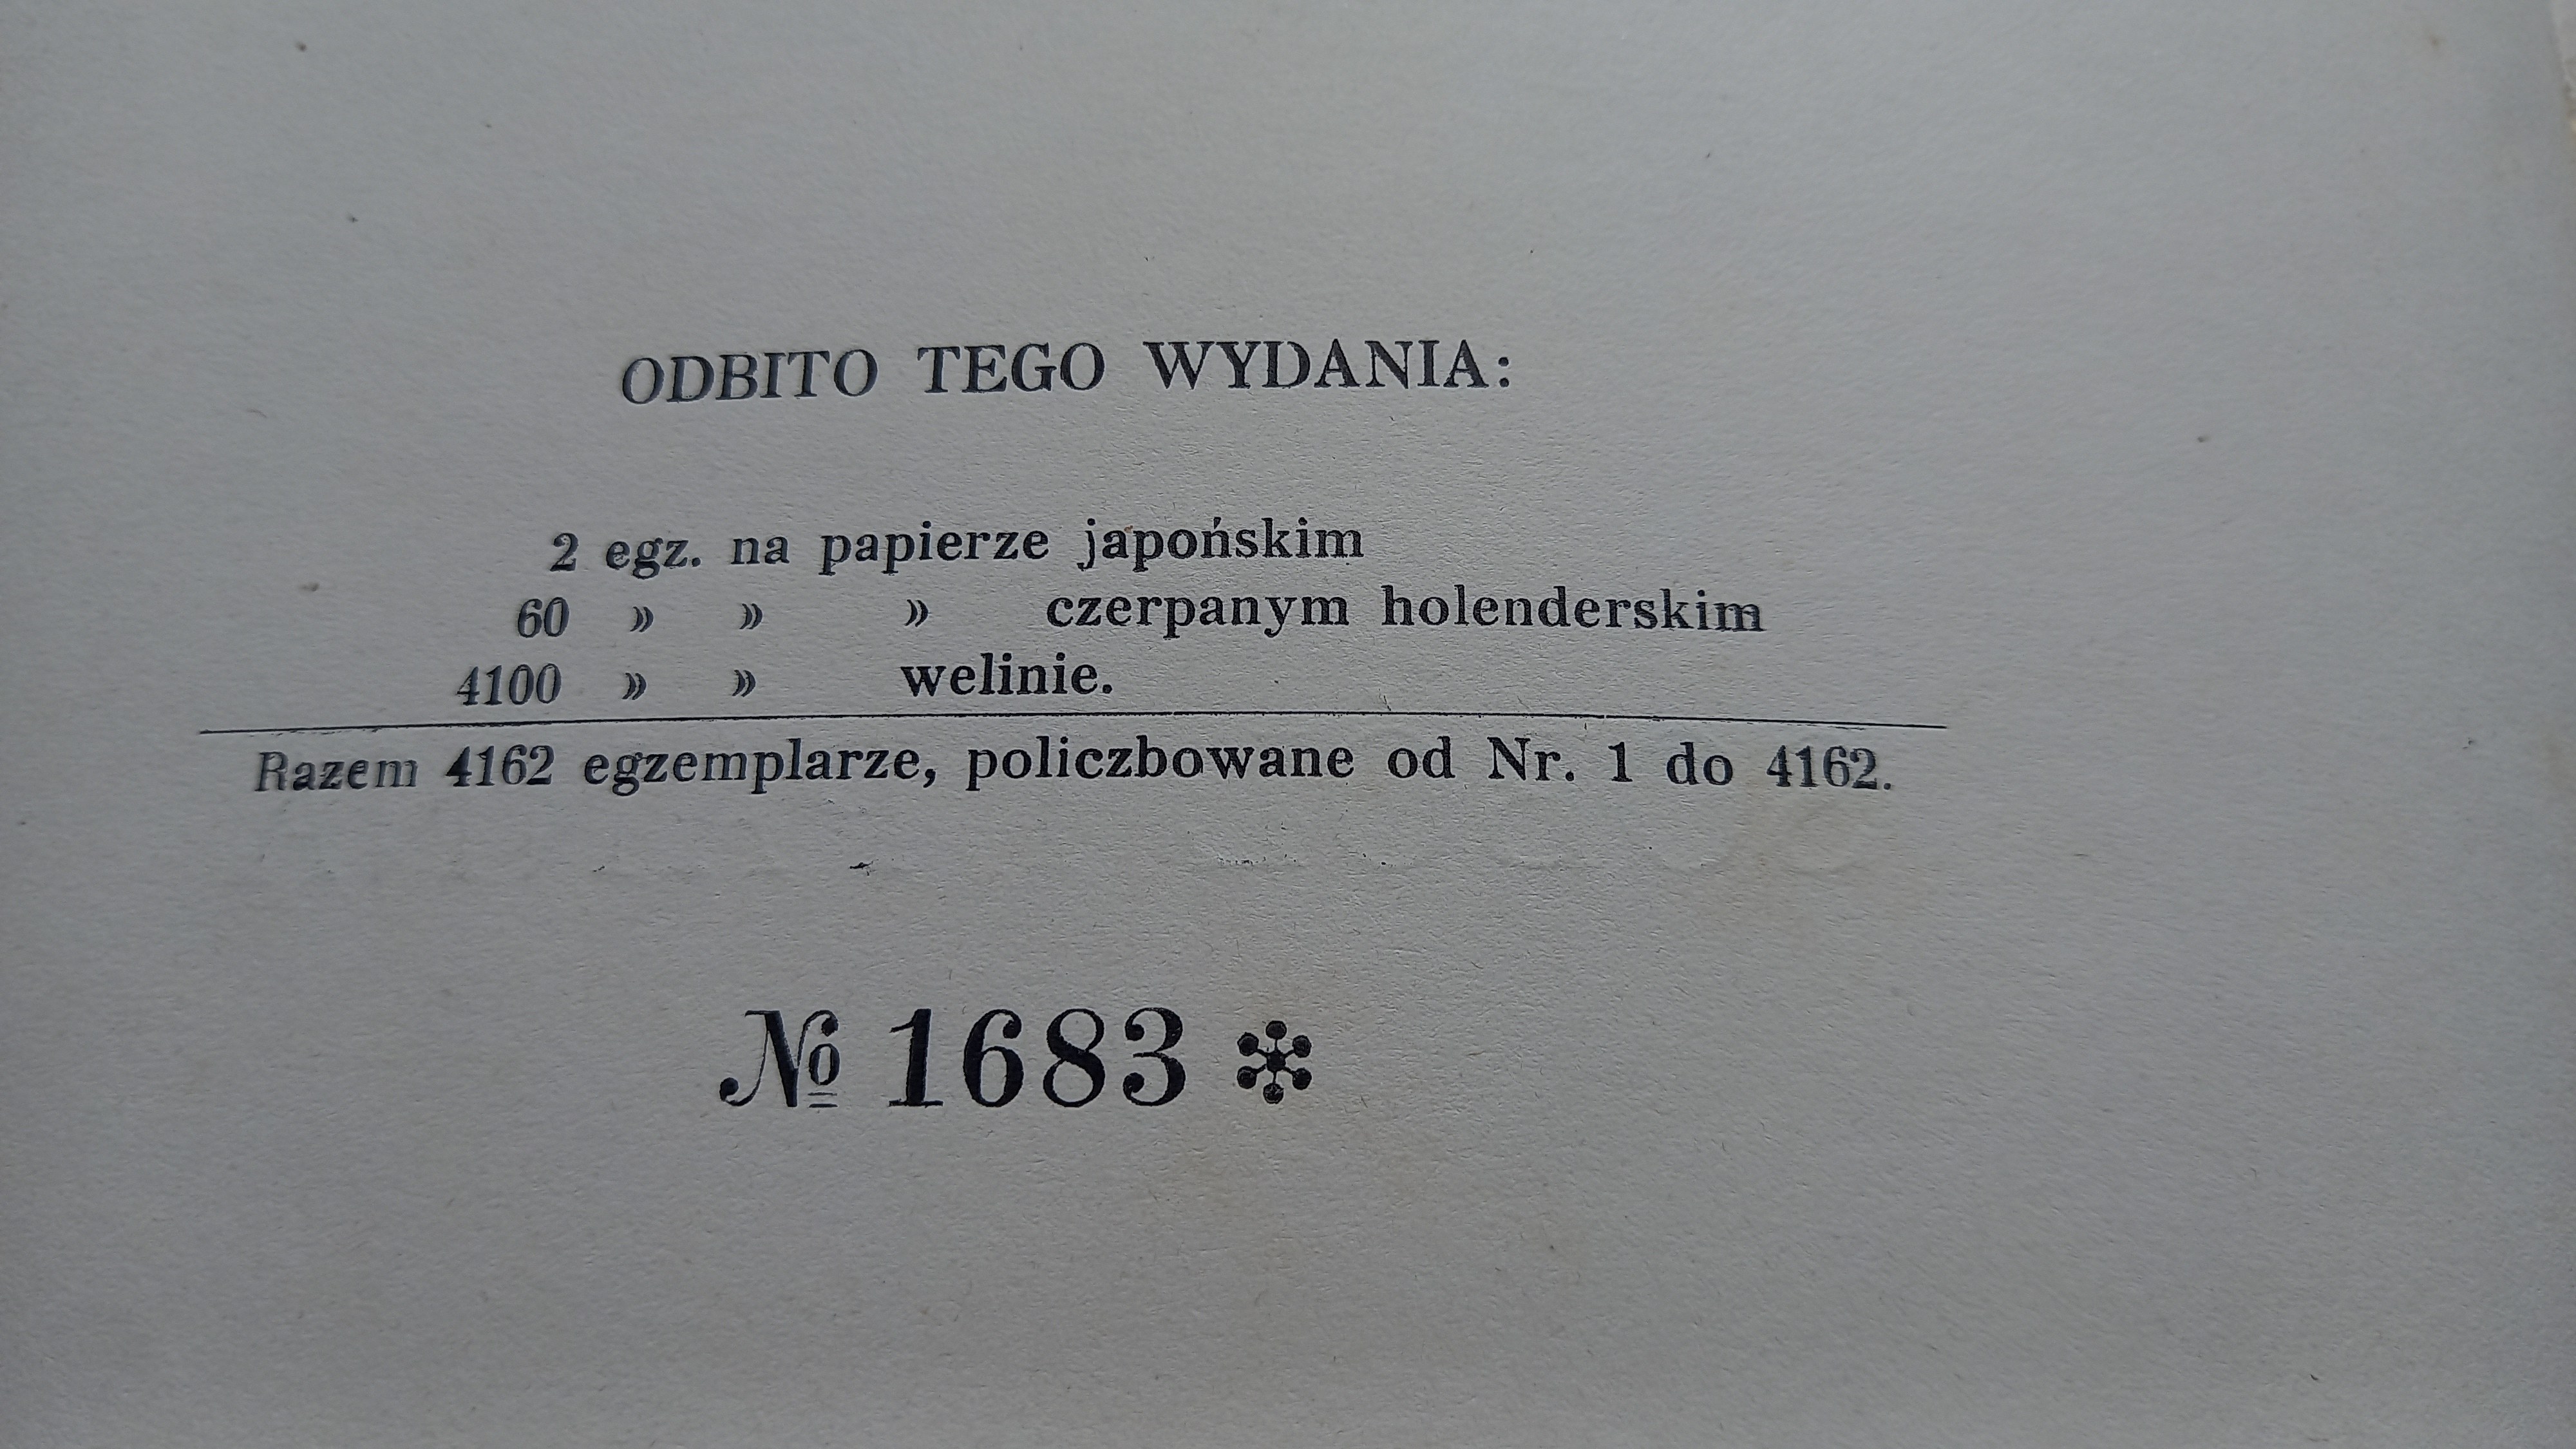 ODBITO TEGO WYDANIA:
2 egz. na papierze japońskim
60 » » » czerpanym holenderskim
4100 » » welinie.
Razem 4162 egzemplarze, policzbowane od Nr. 1 do 4162.
№ 1683 ✻